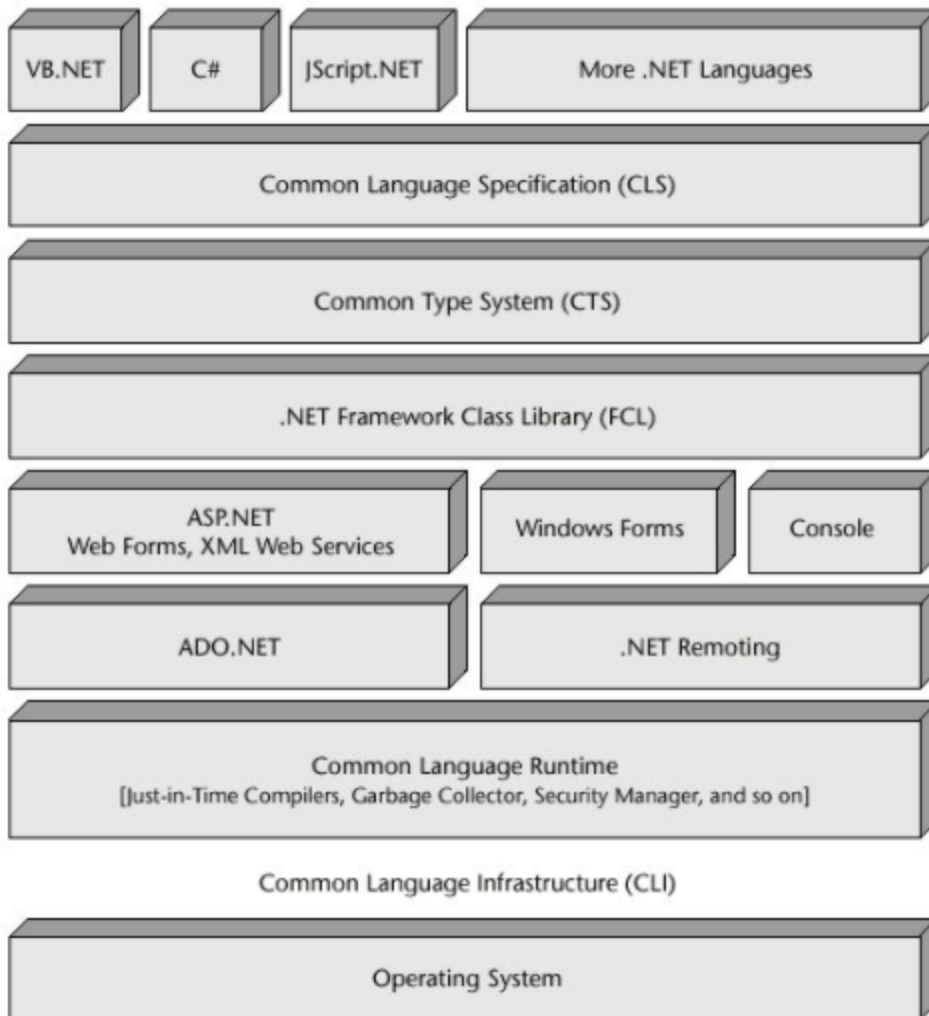 VB.NET
C#
JScript.NET
More .NET Languages
Common Language Specification (CLS)
Common Type System (CTS)
.NET Framework Class Library (FCL)
ASP.NET
Web Forms, XML Web Services
Windows Forms
Console
ADO.NET
.NET Remoting
Common Language Runtime
[Just-in-Time Compilers, Garbage Collector, Security Manager, and so on]
Common Language Infrastructure (CLI)
Operating System